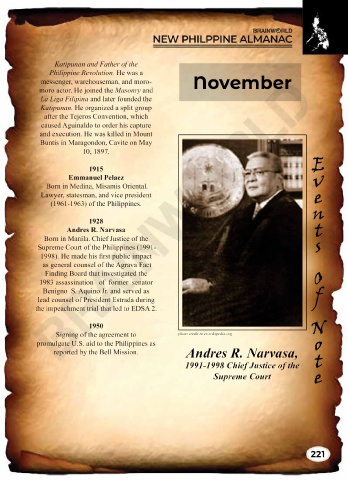 BRAINWORLD
NEW PHILPPINE ALMANAC
November
Katipunan and Father of the
Philippine Revolution. He was a
messenger, warehouseman, and moro-
moro actor. He joined the Masonry and
La Liga Filipina and later founded the
Katipunan. He organized a split group
after the Tejeros Convention, which
caused Aguinaldo to order his capture
and execution. He was killed in Mount
Buntis in Maragondon, Cavite on May
10, 1897.
1915
Emmanuel Pelaez
Born in Medina, Misamis Oriental.
Lawyer, statesman, and vice president
(1961-1963) of the Philippines.
1928
Andres R. Narvasa
Born in Manila. Chief Justice of the
Supreme Court of the Philippines (1991-
1998). He made his first public impact
as general counsel of the Agrava Fact
Finding Board that investigated the
1983 assassination of former senator
Benigno S. Aquino Jr. and served as
lead counsel of President Estrada during
the impeachment trial that led to EDSA 2.
1950
Signing of the agreement to
promulgate U.S. aid to the Philippines as
reported by the Bell Mission.
Andres R. Narvasa,
1991-1998 Chief Justice of the
Supreme Court
Events Of Note
221